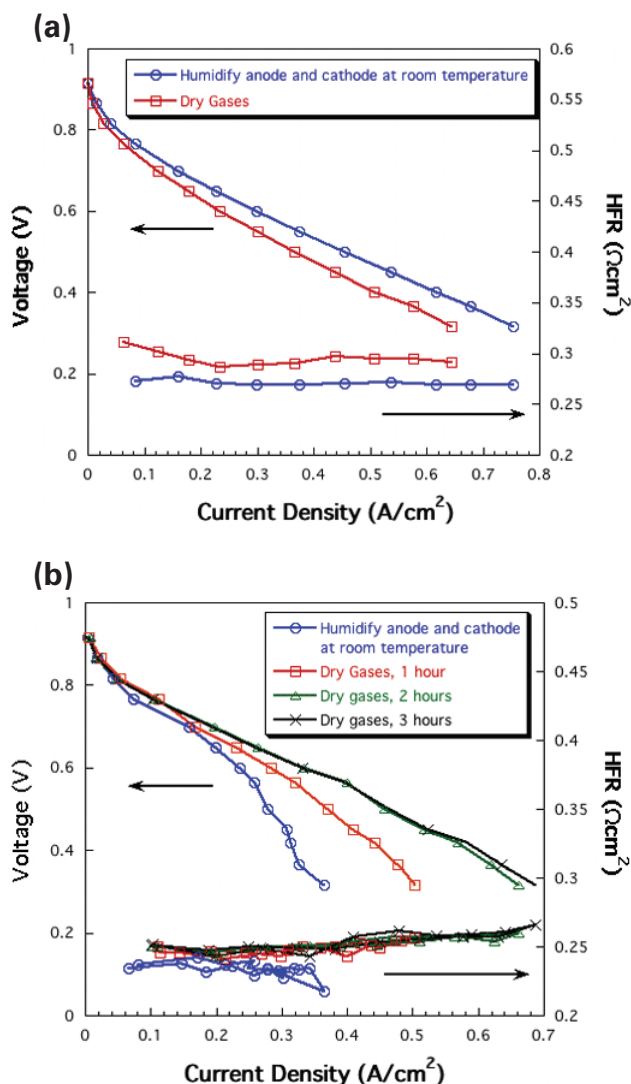 (a)
Humidify anode and cathode at room temperature
Dry Gases
1
0.8
0.6
0.4
0.2
0
Voltage (V)
0.6
0.55
0.5
0.45
0.4
0.35
0.3
0.25
0.2
HFR (Ωcm²)
0 0.1 0.2 0.3 0.4 0.5 0.6 0.7 0.8
Current Density (A/cm²)
(b)
Humidify anode and cathode
at room temperature
Dry Gases, 1 hour
Dry gases, 2 hours
Dry gases, 3 hours
1
0.8
0.6
0.4
0.2
0
Voltage (V)
0.5
0.45
0.4
0.35
0.3
0.25
0.2
HFR (Ωcm²)
0 0.1 0.2 0.3 0.4 0.5 0.6 0.7
Current Density (A/cm²)